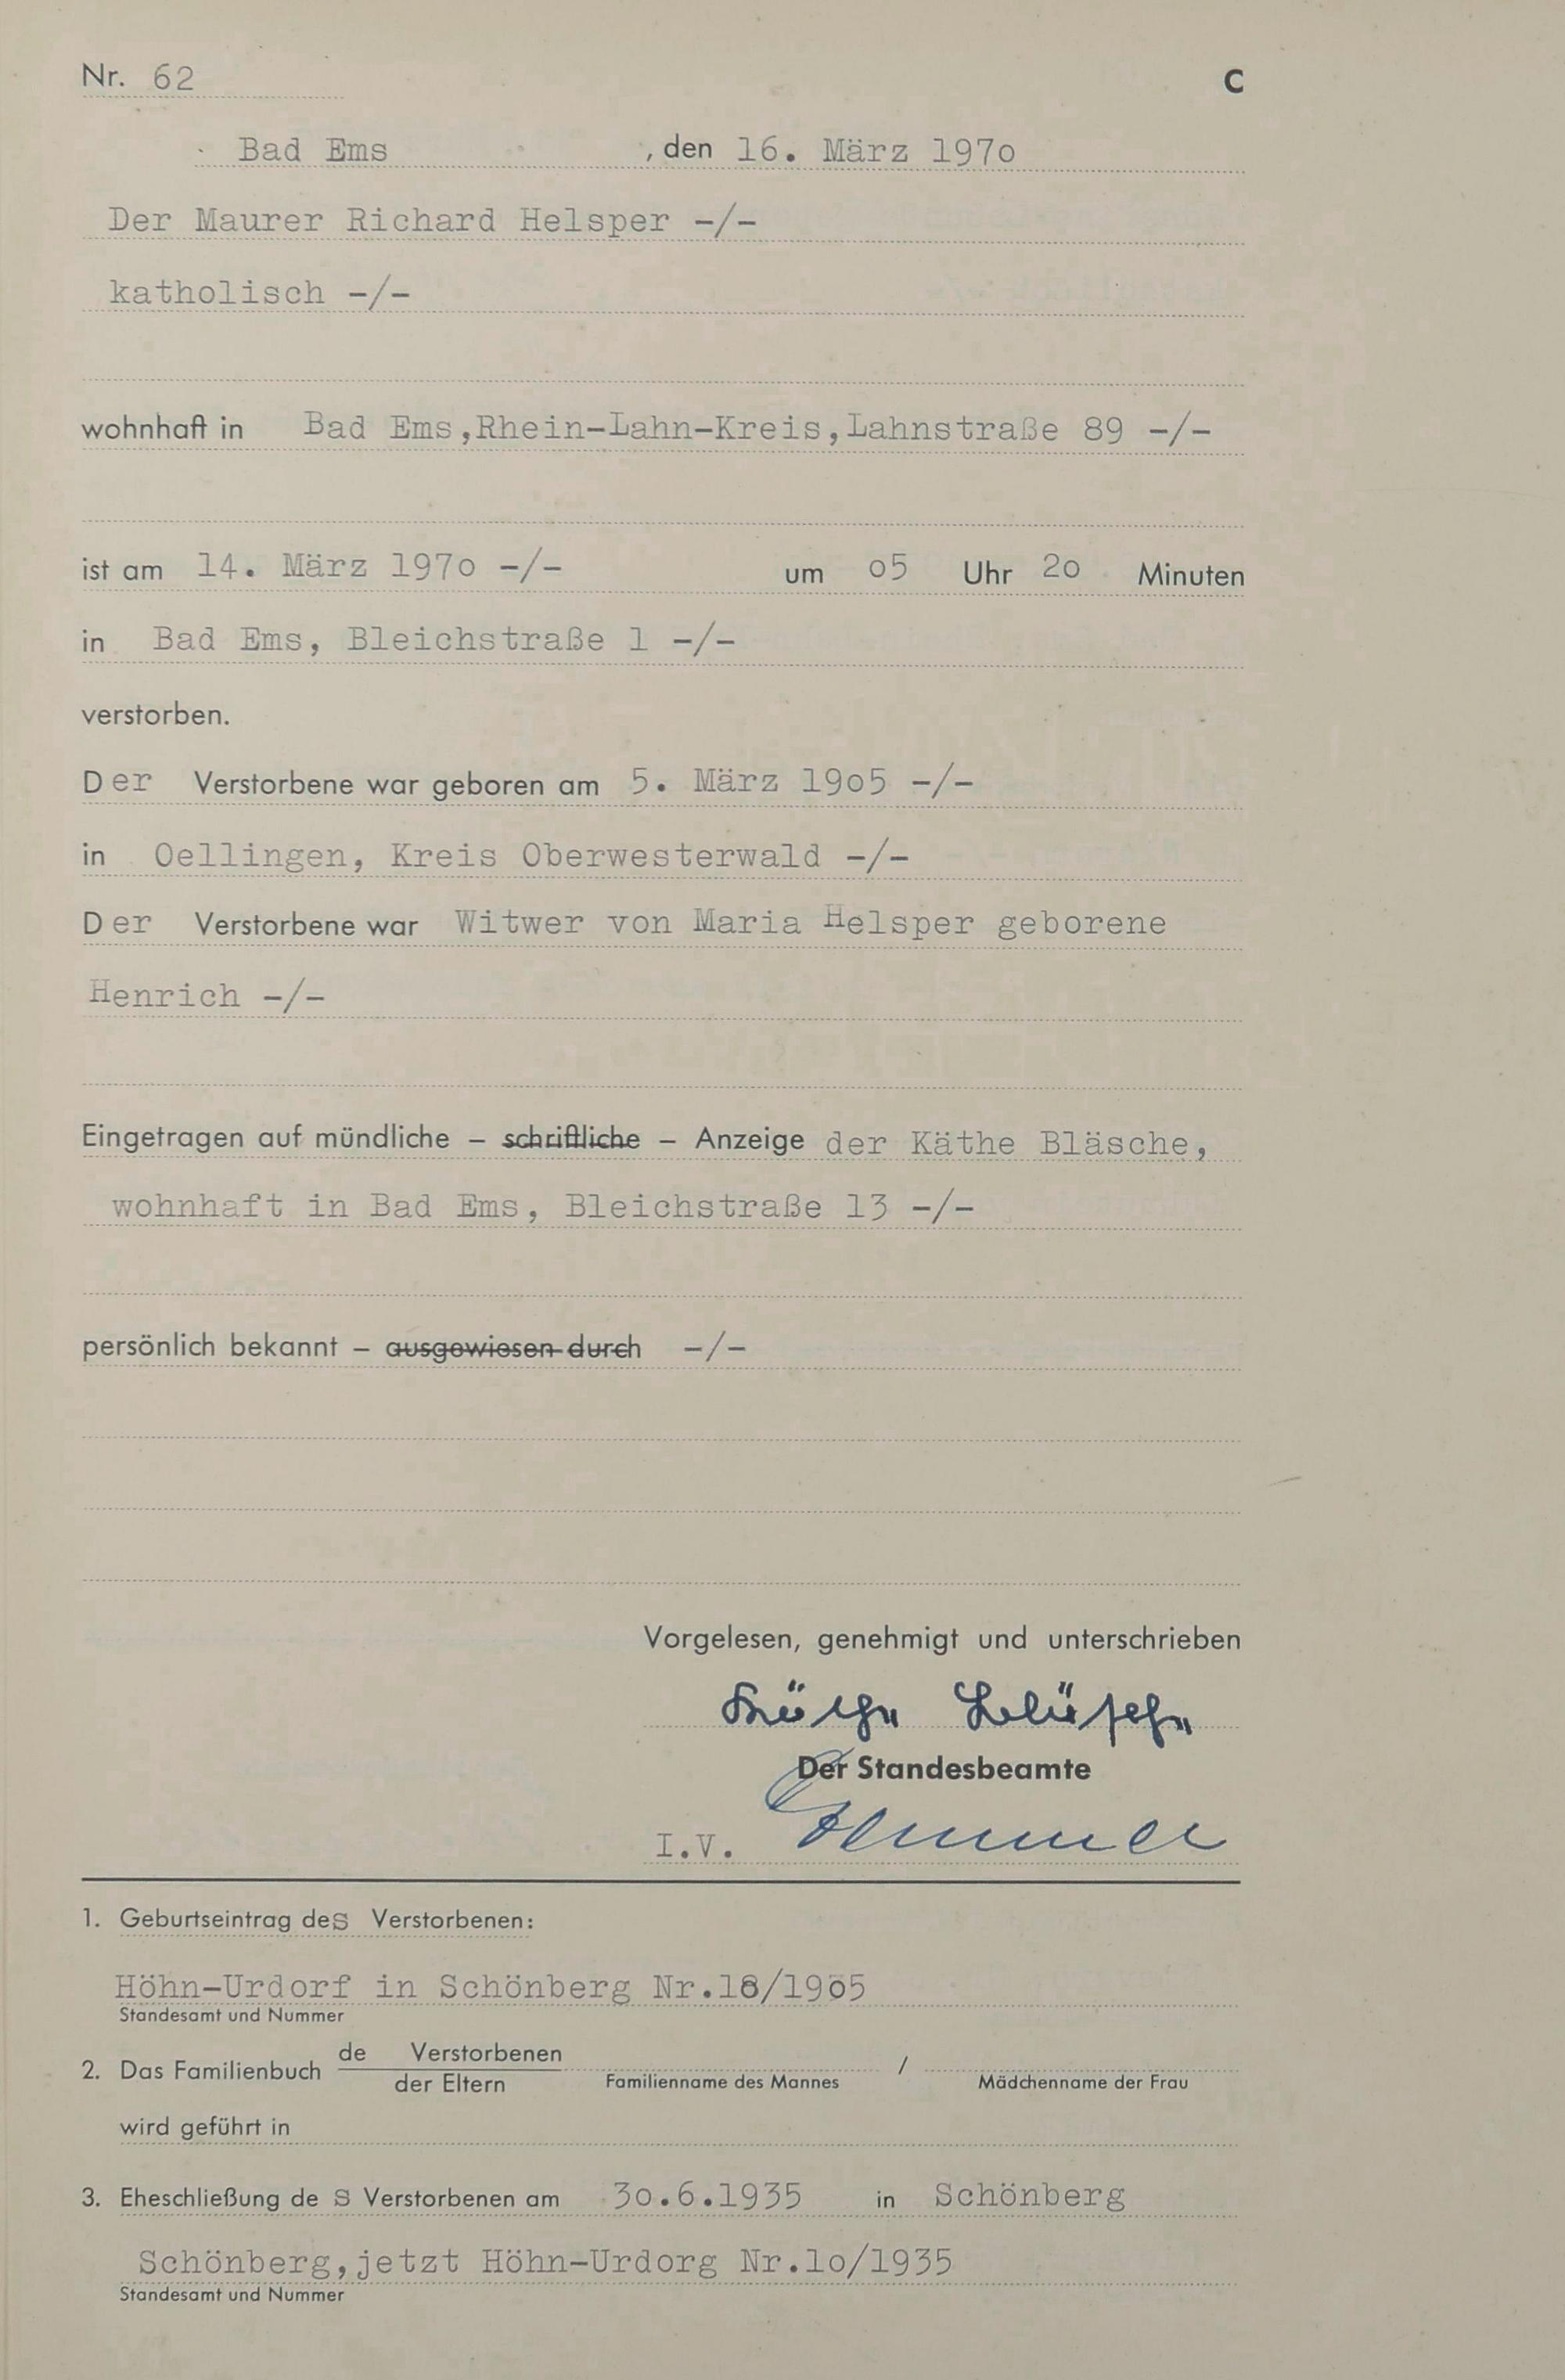 Nr. 62 C
Bad Ems , den 16. März 197o
Der Maurer Richard Helsper -/-
katholisch -/-
wohnhaft in Bad Ems,Rhein-Lahn-Kreis,Lahnstraße 89 -/-
ist am 14. März 197o -/- um o5 Uhr 2o Minuten
in Bad Ems, Bleichstraße 1 -/-
verstorben.
Der Verstorbene war geboren am 5. März 19o5 -/-
in Oellingen, Kreis Oberwesterwald -/-
Der Verstorbene war Witwer von Maria Helsper geborene
Henrich -/-
Eingetragen auf mündliche – schriftliche – Anzeige der Käthe Bläsche,
wohnhaft in Bad Ems, Bleichstraße 13 -/-
persönlich bekannt – ausgewiesen durch -/-
Vorgelesen, genehmigt und unterschrieben
Käthe Bläsche
Der Standesbeamte
I.V.
1. Geburtseintrag des Verstorbenen:
Höhn-Urdorf in Schönberg Nr.18/1905
Standesamt und Nummer
2. Das Familienbuch de Verstorbenen /
der Eltern Familienname des Mannes Mädchenname der Frau
wird geführt in
3. Eheschließung des Verstorbenen am 3o.6.1935 in Schönberg
Schönberg,jetzt Höhn-Urdorg Nr.1o/1935
Standesamt und Nummer